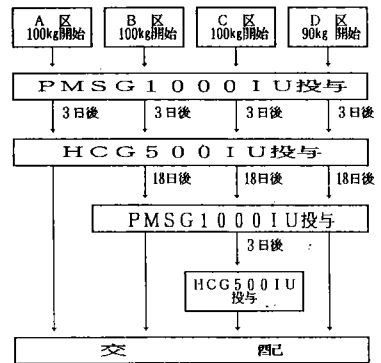 A 区 B 区 C 区 D 区
100kg開始 100kg開始 100kg開始 90kg開始
PMSG1000IU投与
3日後 3日後 3日後 3日後
HCG500IU投与
18日後 18日後 18日後
PMSG1000IU投与
3日後
HCG500IU
投与
交 配